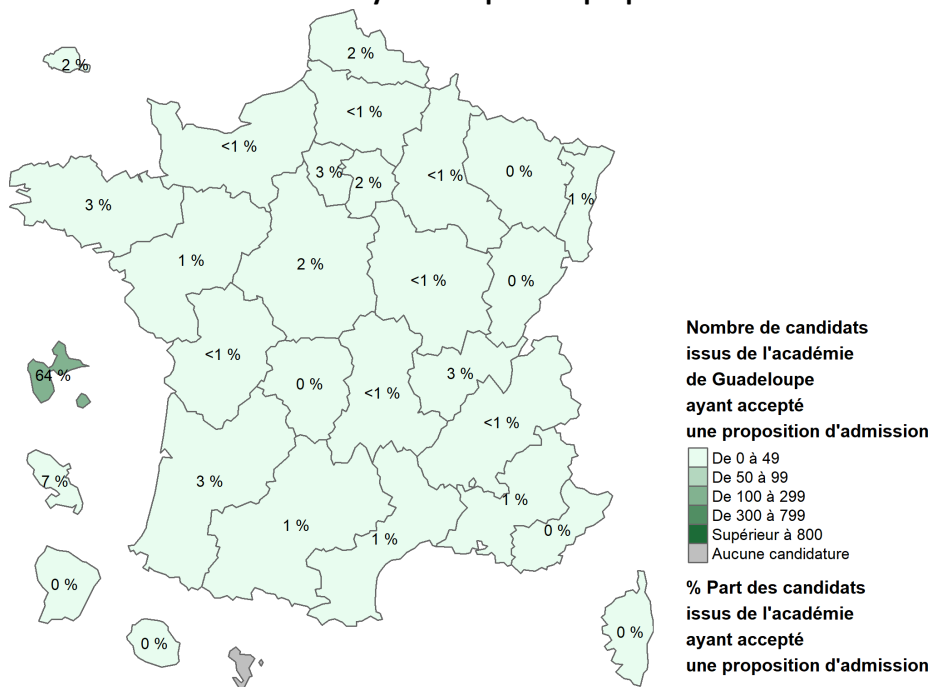 2 %
2 %
<1 %
<1 %
3 %
2 %
<1 %
0 %
1 %
3 %
1 %
2 %
<1 %
0 %
<1 %
0 %
<1 %
3 %
<1 %
64 %
7 %
3 %
1 %
1 %
1 %
0 %
0 %
0 %
0 %
Nombre de candidats
issus de l'académie
de Guadeloupe
ayant accepté
une proposition d'admission
De 0 à 49
De 50 à 99
De 100 à 299
De 300 à 799
Supérieur à 800
Aucune candidature
% Part des candidats
issus de l'académie
ayant accepté
une proposition d'admission